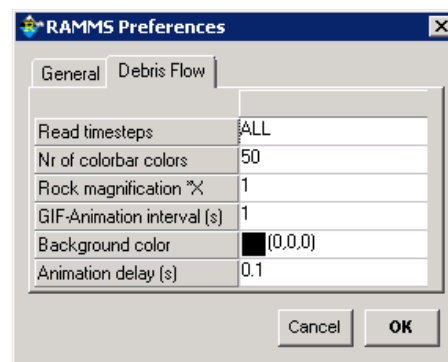 RAMMS Preferences
General Debris Flow
Read timesteps ALL
Nr of colorbar colors 50
Rock magnification *X 1
GIF-Animation interval (s) 1
Background color (0,0,0)
Animation delay (s) 0.1
Cancel OK